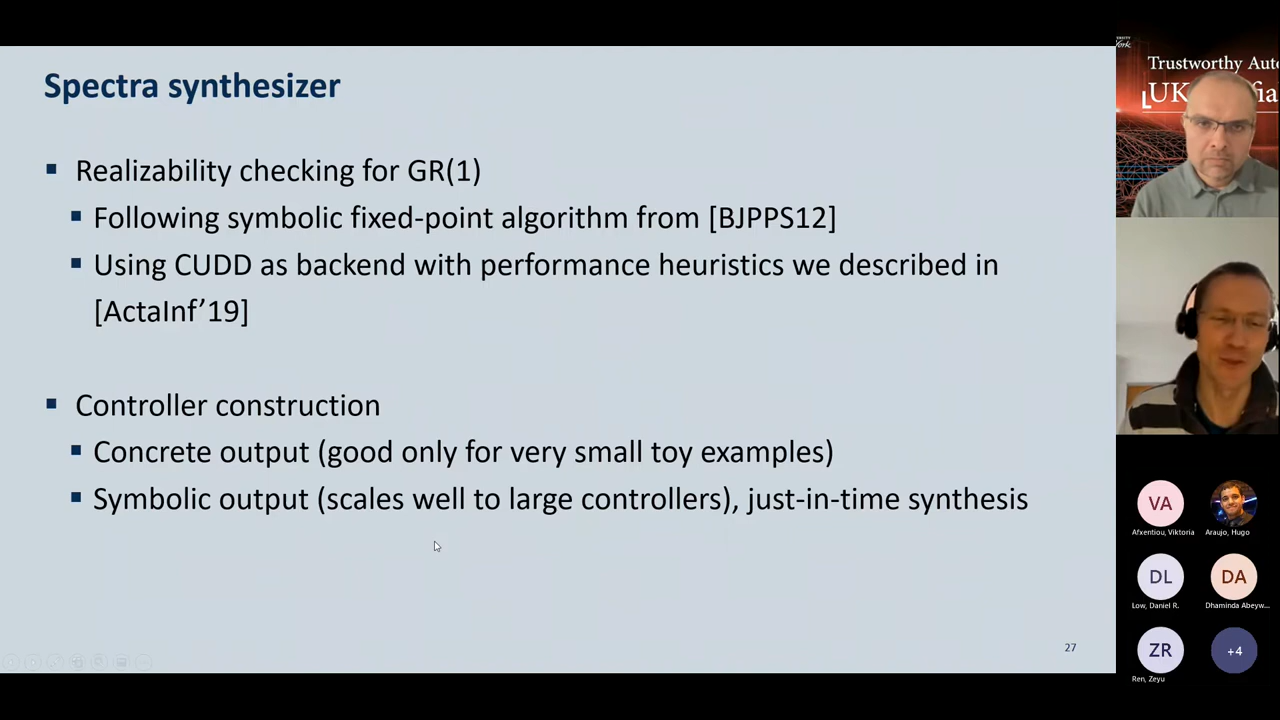 Spectra synthesizer
▪ Realizability checking for GR(1)
▪ Following symbolic fixed-point algorithm from [BJPPS12]
▪ Using CUDD as backend with performance heuristics we described in
[ActaInf’19]
▪ Controller construction
▪ Concrete output (good only for very small toy examples)
▪ Symbolic output (scales well to large controllers), just-in-time synthesis
27
Trustworthy Aut
UK
VA
Afxentiou, Viktoria
Araujo, Hugo
DL
DA
Low, Daniel R.
Dhaminda Abeyw...
ZR
+4
Ren, Zeyu